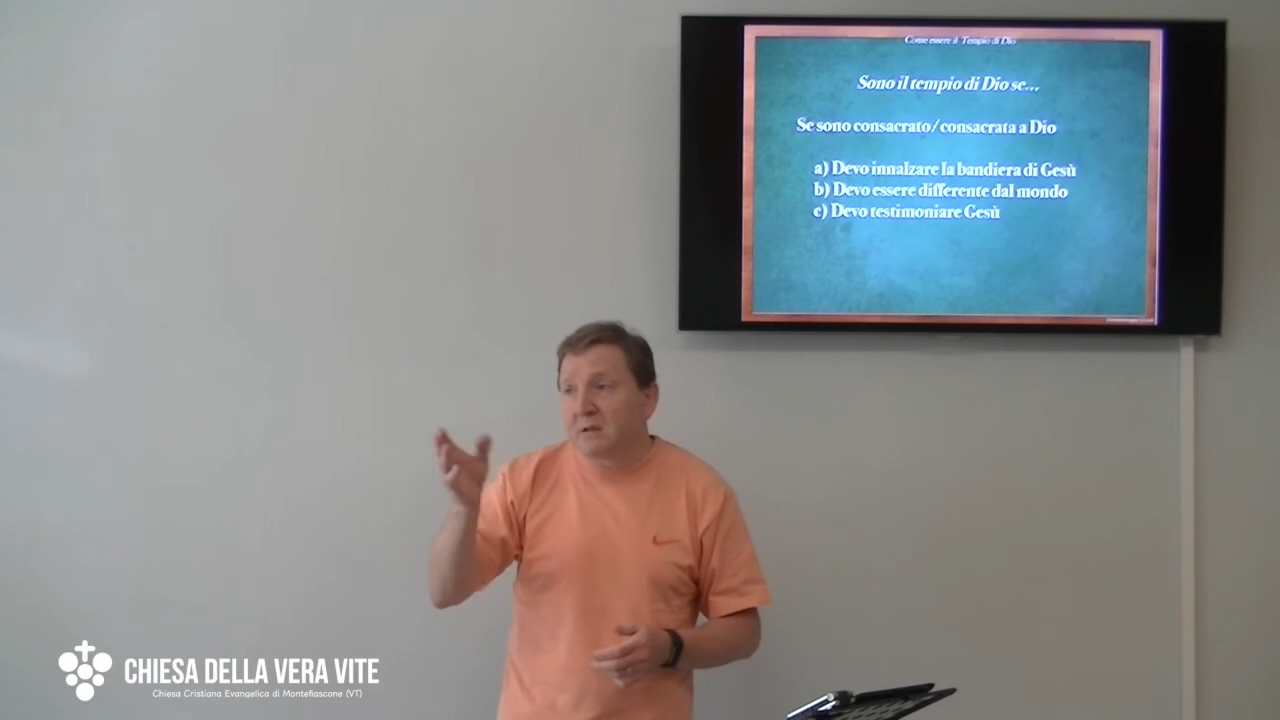 Come essere il Tempio di Dio
Sono il tempio di Dio se...
Se sono consacrato/consacrata a Dio
a) Devo innalzare la bandiera di Gesù
b) Devo essere differente dal mondo
c) Devo testimoniare Gesù
CHIESA DELLA VERA VITE
Chiesa Cristiana Evangelica di Montefiascone (VT)